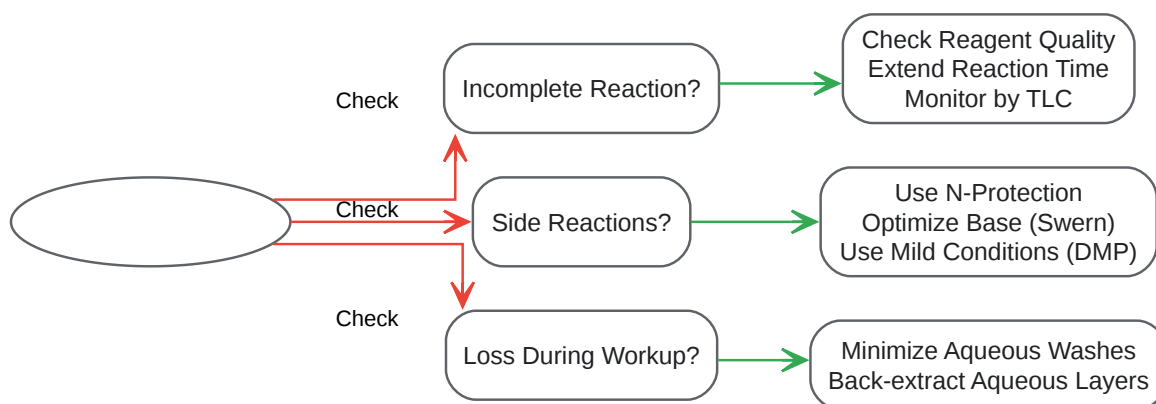 Check
Incomplete Reaction?
Check Reagent Quality
Extend Reaction Time
Monitor by TLC
Check
Side Reactions?
Use N-Protection
Optimize Base (Swern)
Use Mild Conditions (DMP)
Check
Loss During Workup?
Minimize Aqueous Washes
Back-extract Aqueous Layers